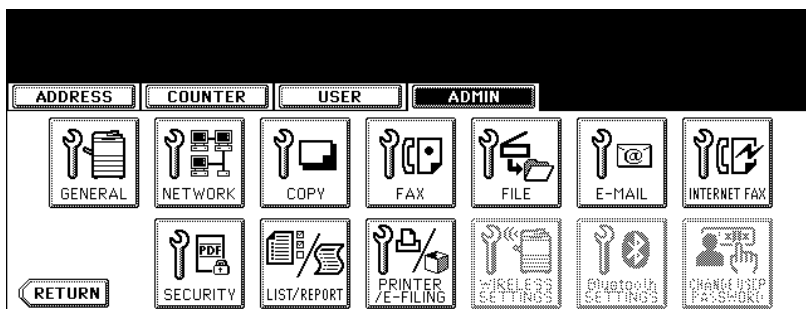 ADDRESS COUNTER USER ADMIN
GENERAL NETWORK COPY FAX FILE E-MAIL INTERNET FAX
@
PDF
SECURITY LIST/REPORT PRINTER
/E-FILING WIRELESS
SETTINGS Bluetooth
SETTINGS CHANGE USER
PASSWORD
RETURN